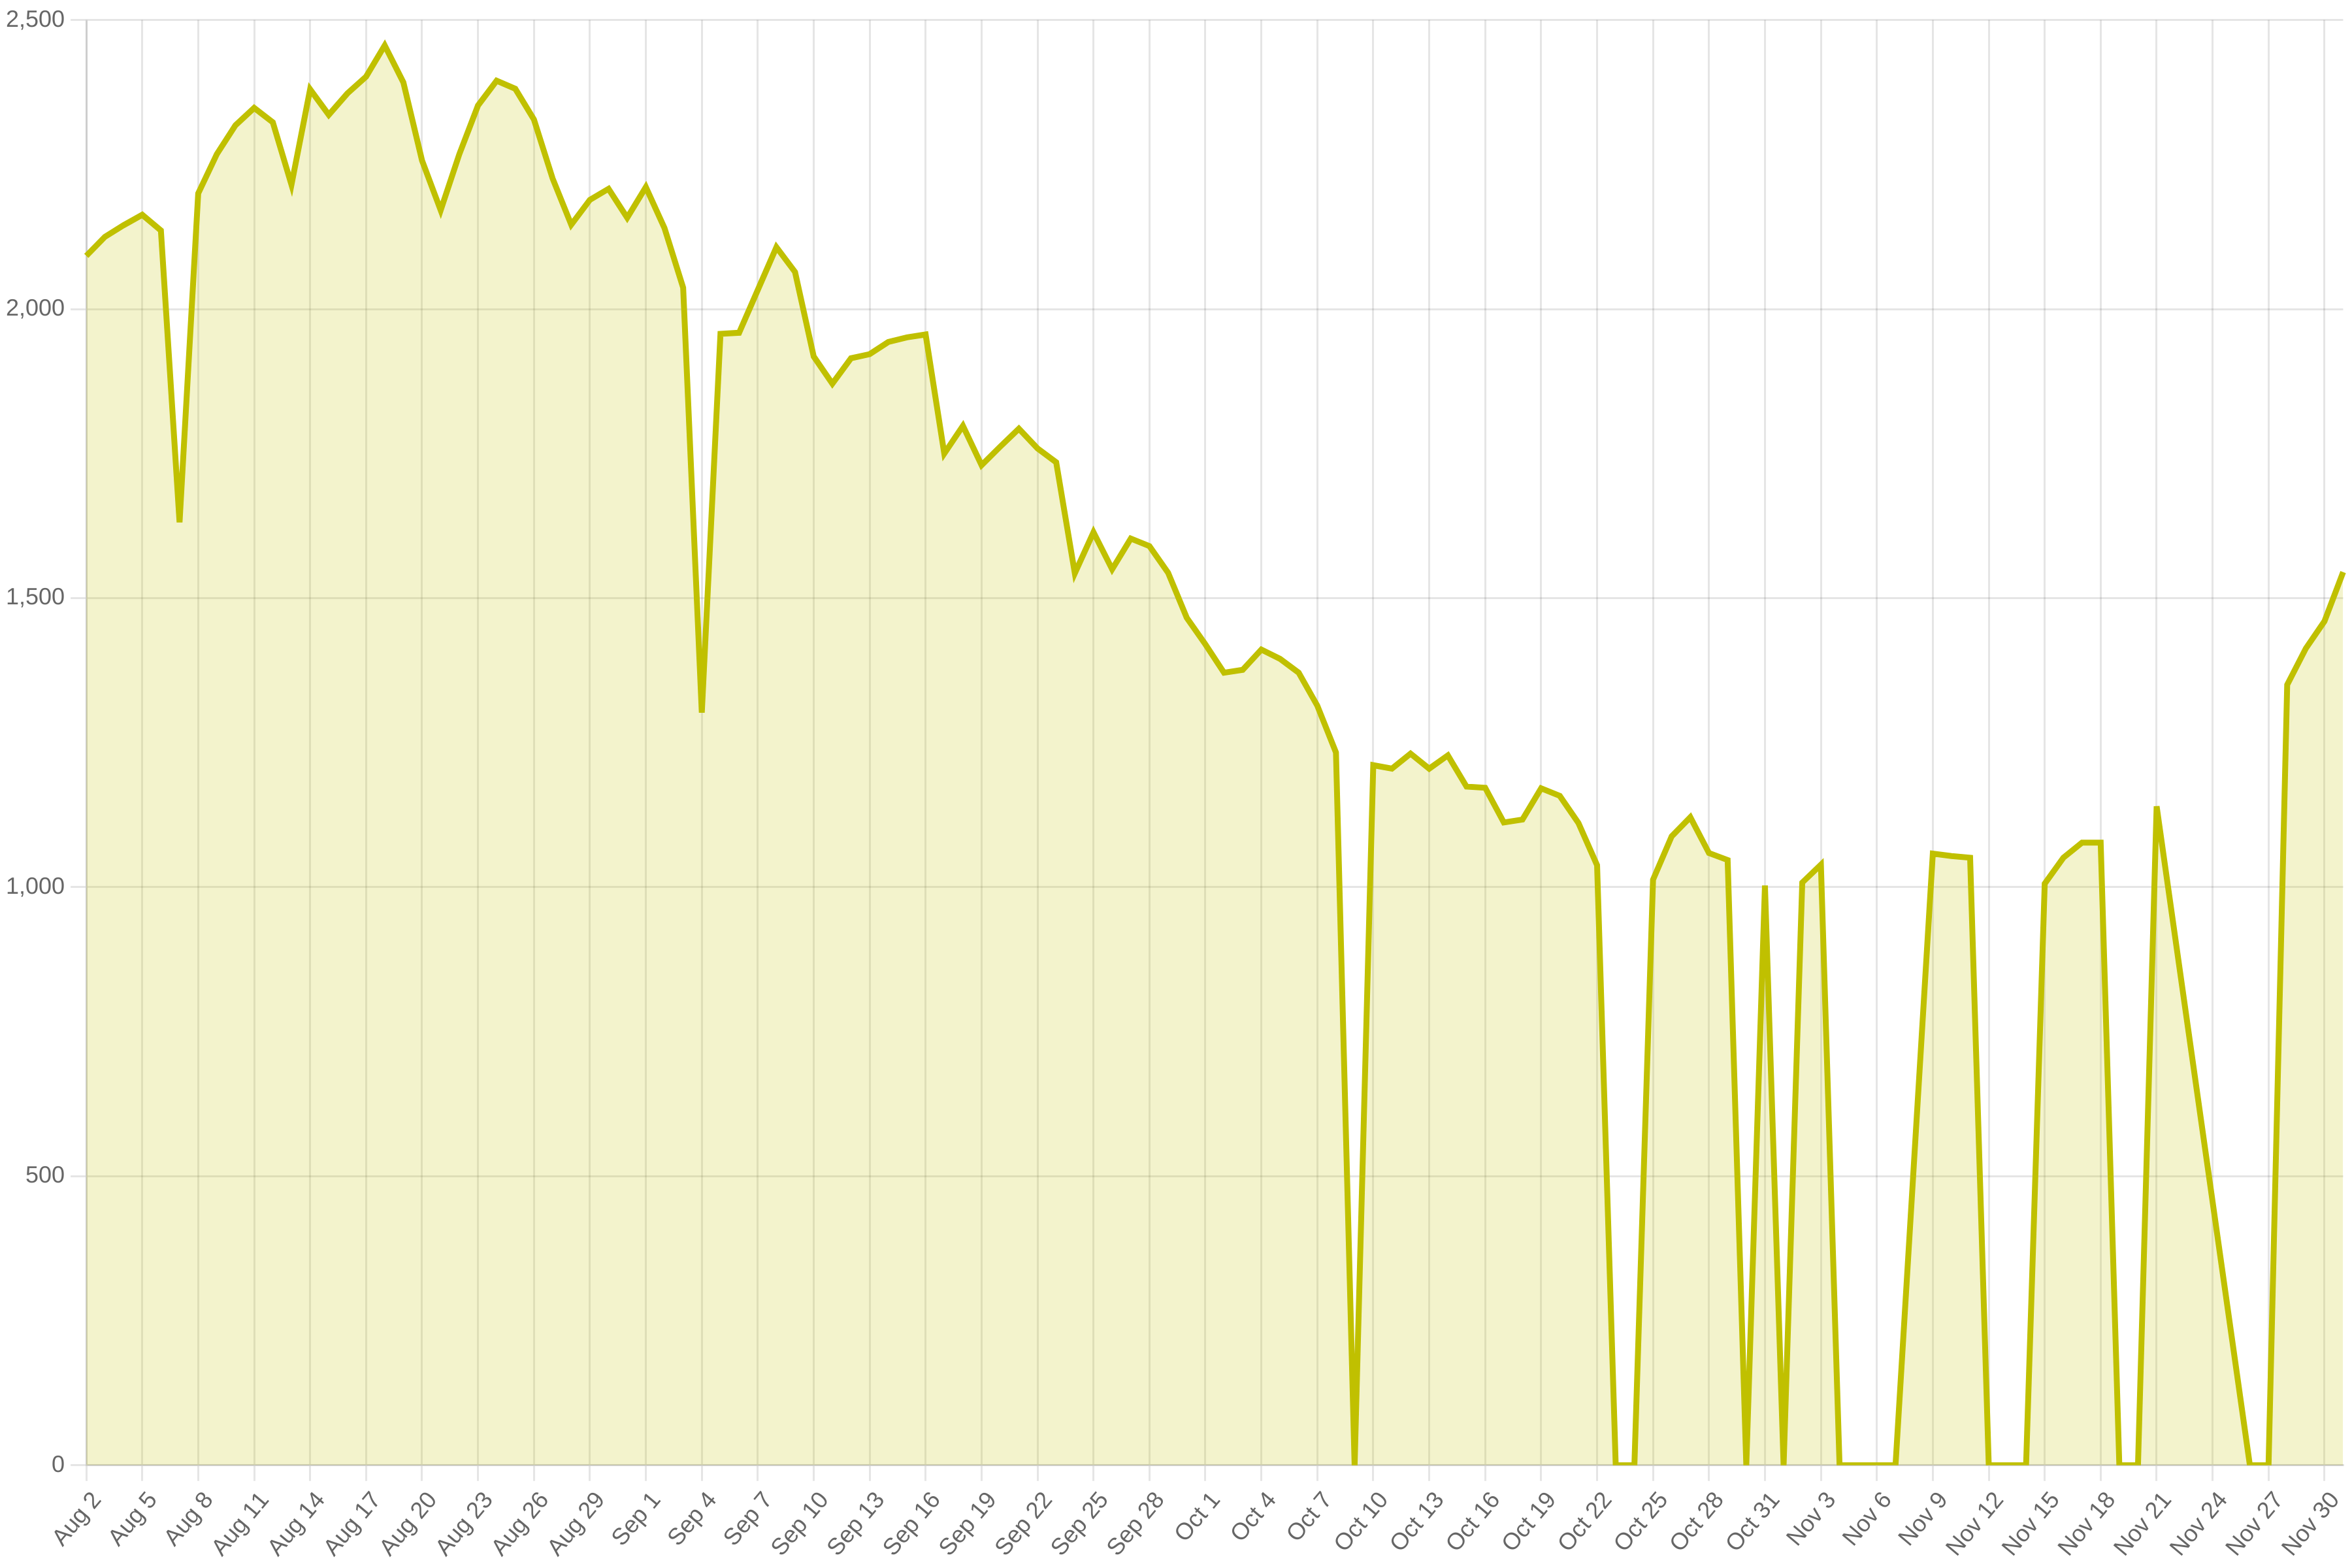 2,500
2,000
1,500
1,000
500
0
Aug 2
Aug 5
Aug 8
Aug 11
Aug 14
Aug 17
Aug 20
Aug 23
Aug 26
Aug 29
Sep 1
Sep 4
Sep 7
Sep 10
Sep 13
Sep 16
Sep 19
Sep 22
Sep 25
Sep 28
Oct 1
Oct 4
Oct 7
Oct 10
Oct 13
Oct 16
Oct 19
Oct 22
Oct 25
Oct 28
Oct 31
Nov 3
Nov 6
Nov 9
Nov 12
Nov 15
Nov 18
Nov 21
Nov 24
Nov 27
Nov 30